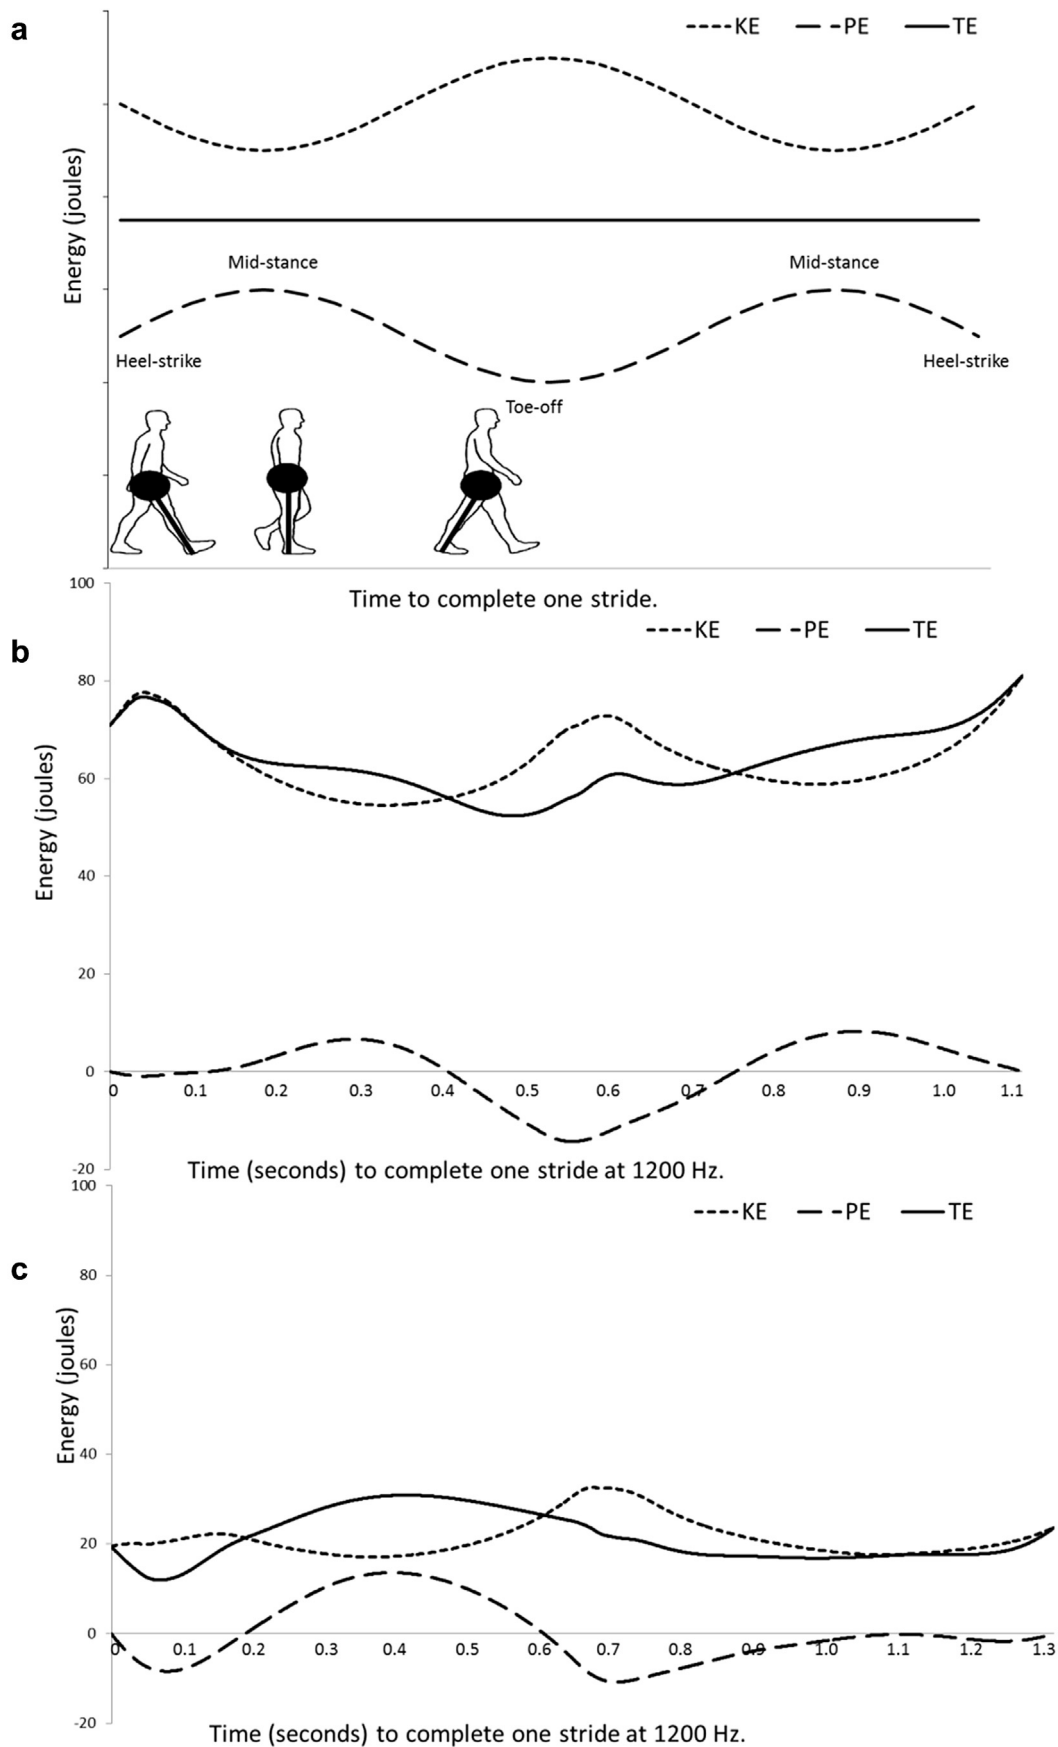 a
KE PE TE
Energy (joules)
Mid-stance Mid-stance
Heel-strike Heel-strike
Toe-off
Time to complete one stride.
b
KE PE TE
100
80
60
40
20
0
-20
Energy (joules)
0 0.1 0.2 0.3 0.4 0.5 0.6 0.7 0.8 0.9 1.0 1.1
Time (seconds) to complete one stride at 1200 Hz.
c
KE PE TE
100
80
60
40
20
0
-20
Energy (joules)
0 0.1 0.2 0.3 0.4 0.5 0.6 0.7 0.8 0.9 1.0 1.1 1.2 1.3
Time (seconds) to complete one stride at 1200 Hz.